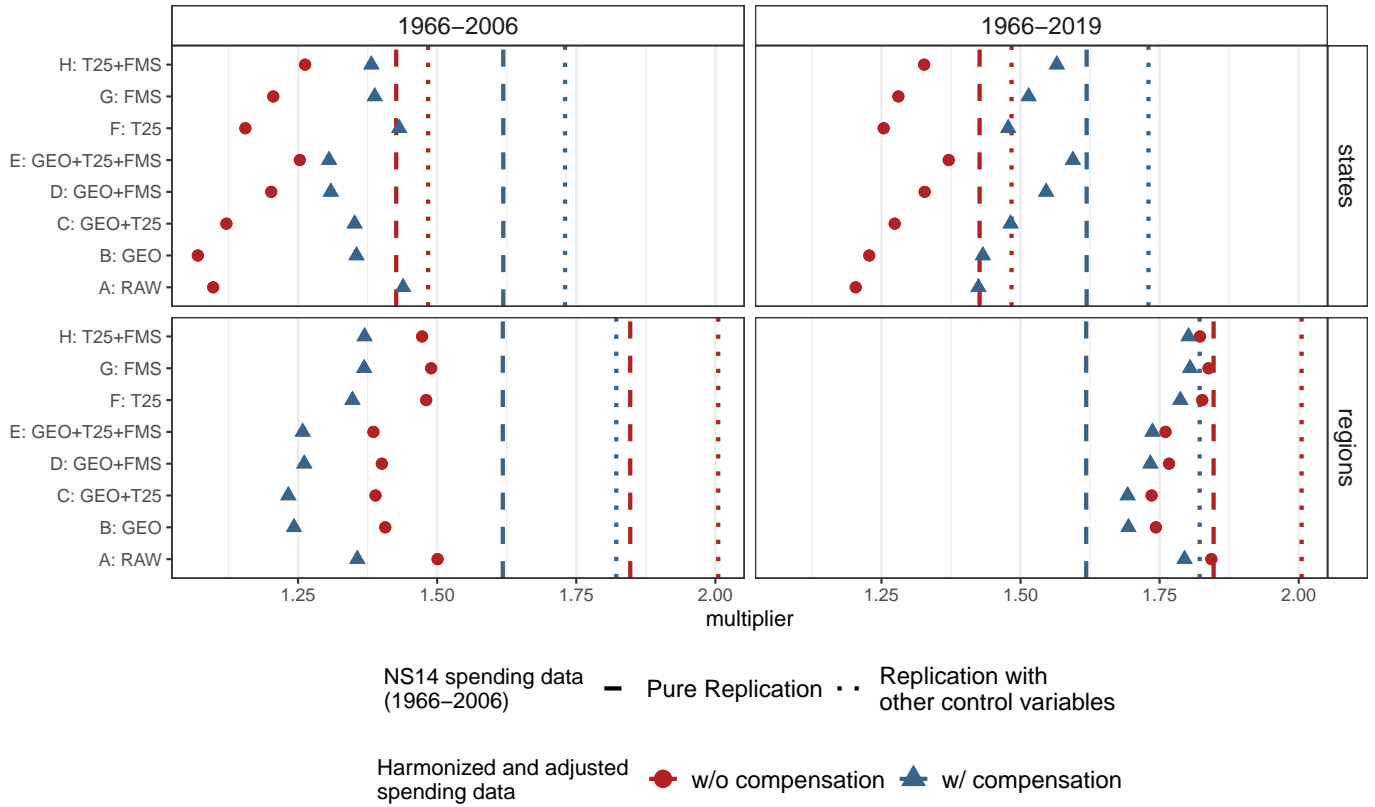 1966−2006
1966−2019
H: T25+FMS
G: FMS
F: T25
E: GEO+T25+FMS
D: GEO+FMS
C: GEO+T25
B: GEO
A: RAW
states
H: T25+FMS
G: FMS
F: T25
E: GEO+T25+FMS
D: GEO+FMS
C: GEO+T25
B: GEO
A: RAW
regions
1.25 1.50 1.75 2.00
1.25 1.50 1.75 2.00
multiplier
NS14 spending data
(1966−2006)
Pure Replication
Replication with
other control variables
Harmonized and adjusted
spending data
w/o compensation
w/ compensation